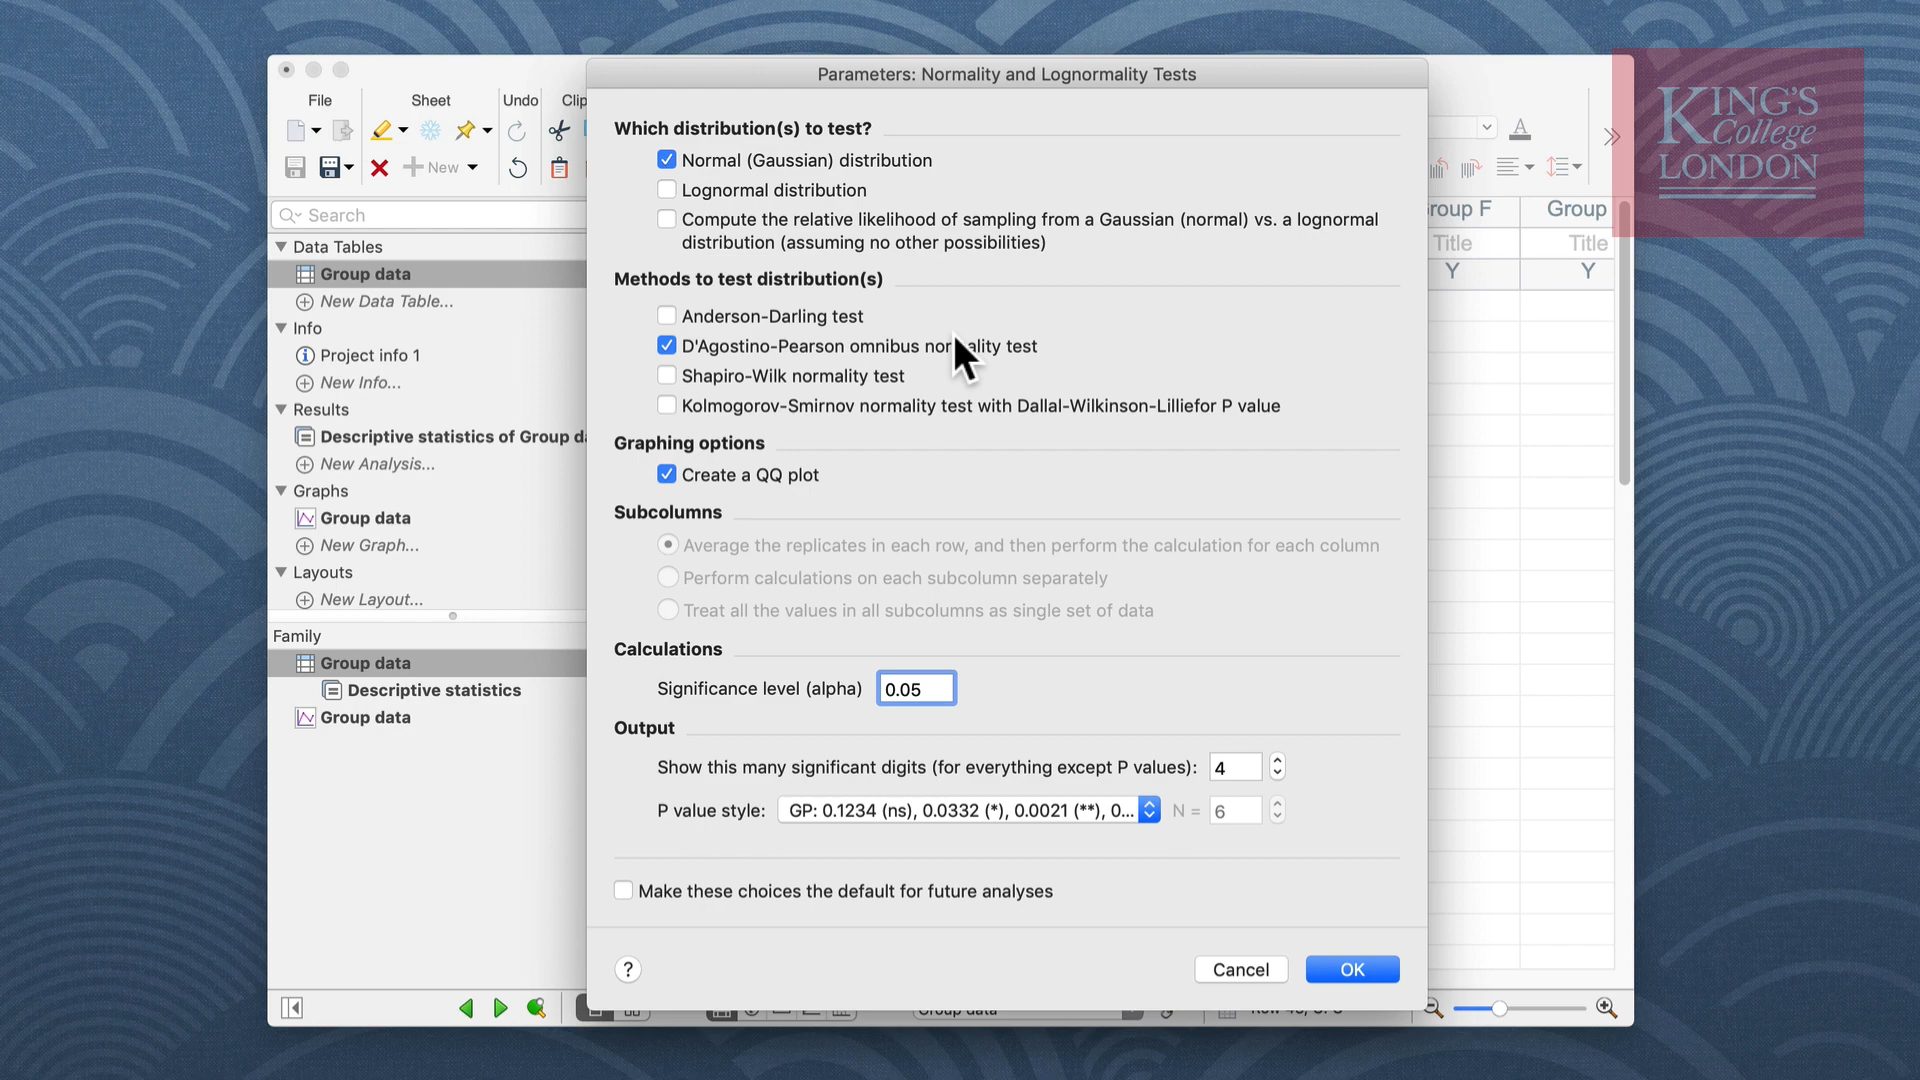 Parameters: Normality and Lognormality Tests
File
Sheet
Undo
Clip
New
Search
Data Tables
Group data
New Data Table...
Info
Project info 1
New Info...
Results
Descriptive statistics of Group da
New Analysis...
Graphs
Group data
New Graph...
Layouts
New Layout...
Family
Group data
Descriptive statistics
Group data
Which distribution(s) to test?
Normal (Gaussian) distribution
Lognormal distribution
Compute the relative likelihood of sampling from a Gaussian (normal) vs. a lognormal
distribution (assuming no other possibilities)
Methods to test distribution(s)
Anderson-Darling test
D'Agostino-Pearson omnibus normality test
Shapiro-Wilk normality test
Kolmogorov-Smirnov normality test with Dallal-Wilkinson-Lilliefor P value
Graphing options
Create a QQ plot
Subcolumns
Average the replicates in each row, and then perform the calculation for each column
Perform calculations on each subcolumn separately
Treat all the values in all subcolumns as single set of data
Calculations
Significance level (alpha) 0.05
Output
Show this many significant digits (for everything except P values): 4
P value style: GP: 0.1234 (ns), 0.0332 (*), 0.0021 (**), 0... N = 6
Make these choices the default for future analyses
? Cancel OK
A
roup F Group
Title Title
Y Y
KING'S
College
LONDON
Group data